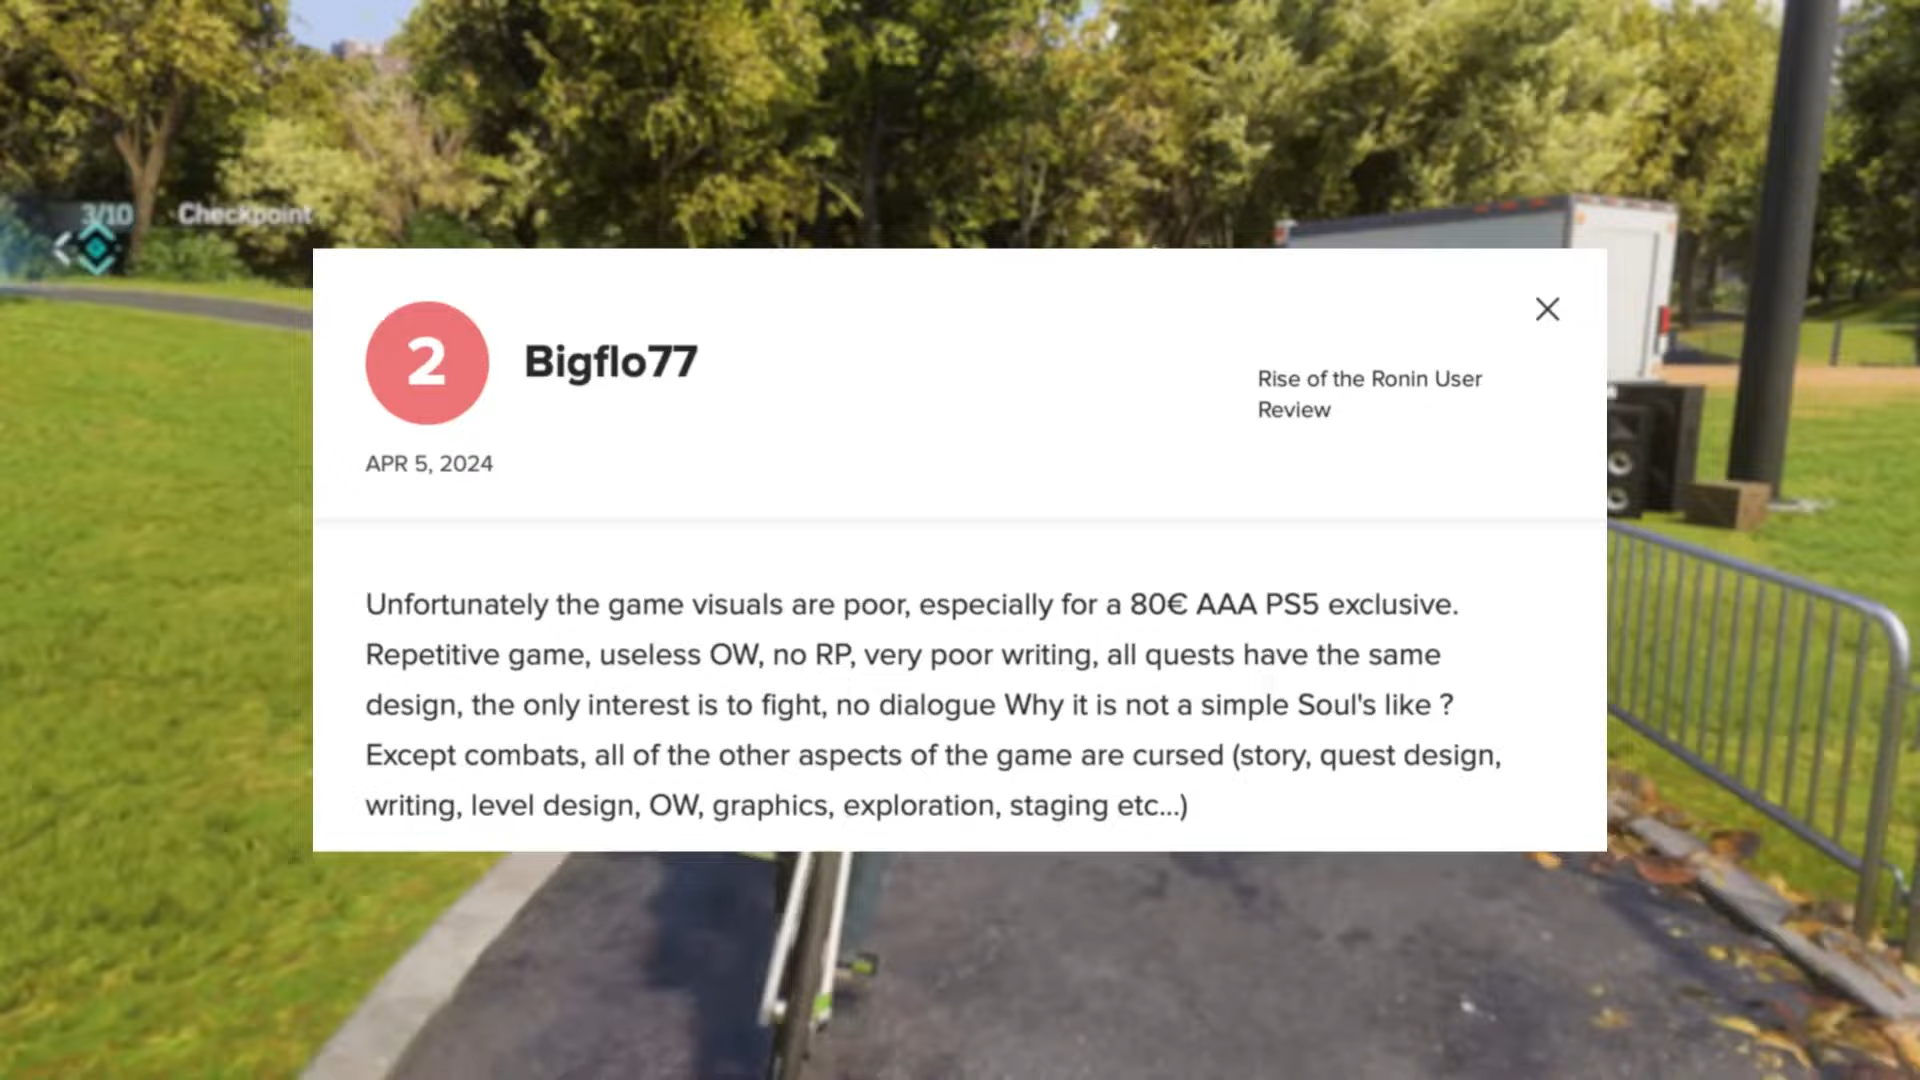 3/10 Checkpoint
2 Bigflo77
Rise of the Ronin User
Review
APR 5, 2024
Unfortunately the game visuals are poor, especially for a 80€ AAA PS5 exclusive.
Repetitive game, useless OW, no RP, very poor writing, all quests have the same
design, the only interest is to fight, no dialogue Why it is not a simple Soul's like ?
Except combats, all of the other aspects of the game are cursed (story, quest design,
writing, level design, OW, graphics, exploration, staging etc...)